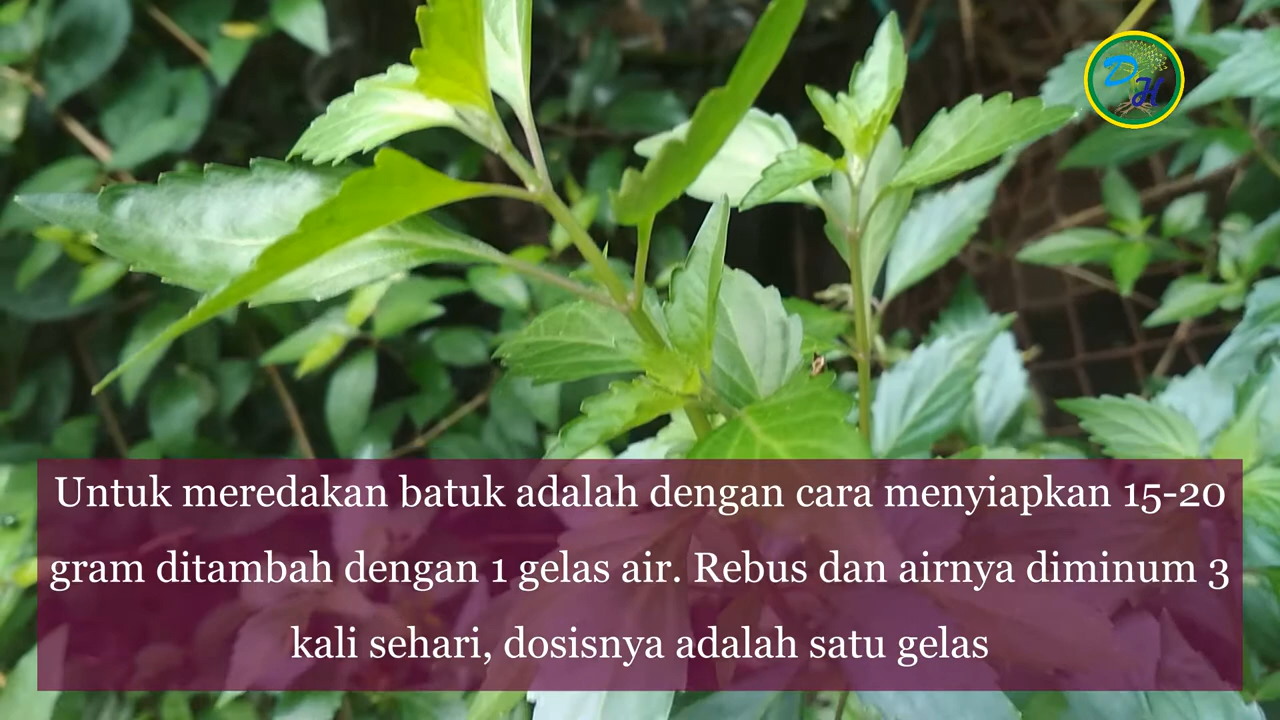 DH
Untuk meredakan batuk adalah dengan cara menyiapkan 15-20
gram ditambah dengan 1 gelas air. Rebus dan airnya diminum 3
kali sehari, dosisnya adalah satu gelas